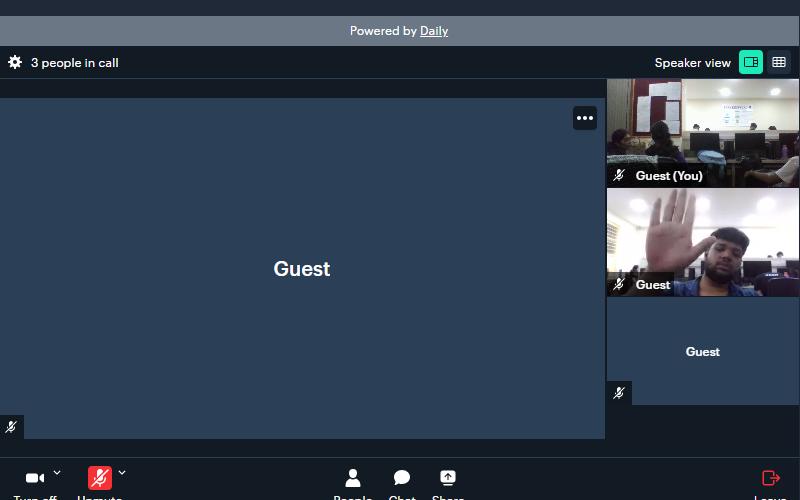 Powered by Daily
3 people in call
Speaker view
Guest
Guest (You)
Guest
Guest
Turn off
Unmute
People
Chat
Share
Leave